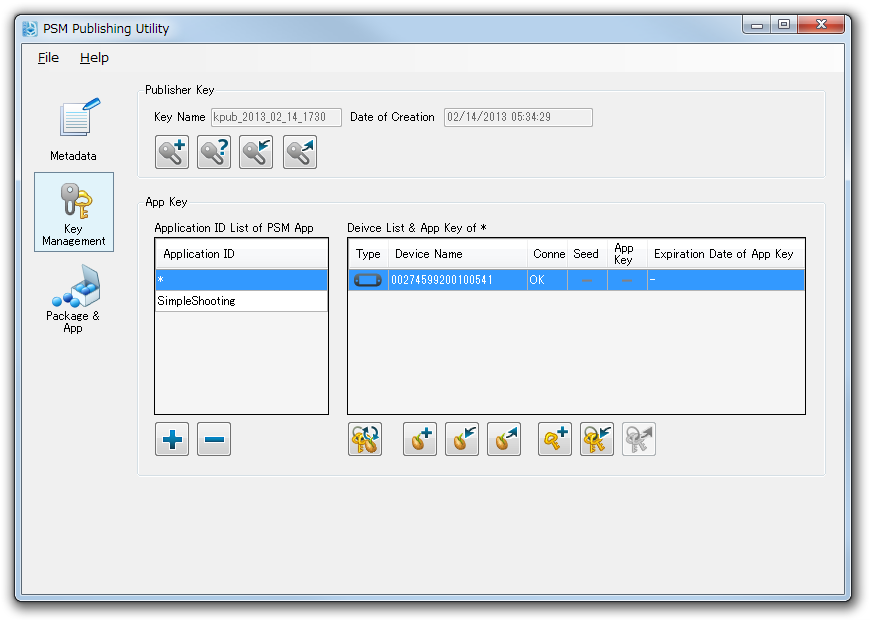 PSM Publishing Utility
File Help
Metadata
Key
Management
Package &
App
Publisher Key
Key Name kpub_2013_02_14_1730 Date of Creation 02/14/2013 05:34:29
App Key
Application ID List of PSM App
Application ID
*
SimpleShooting
Deivce List & App Key of *
Type Device Name Conne Seed App Key Expiration Date of App Key
00274599200100541 OK — — –